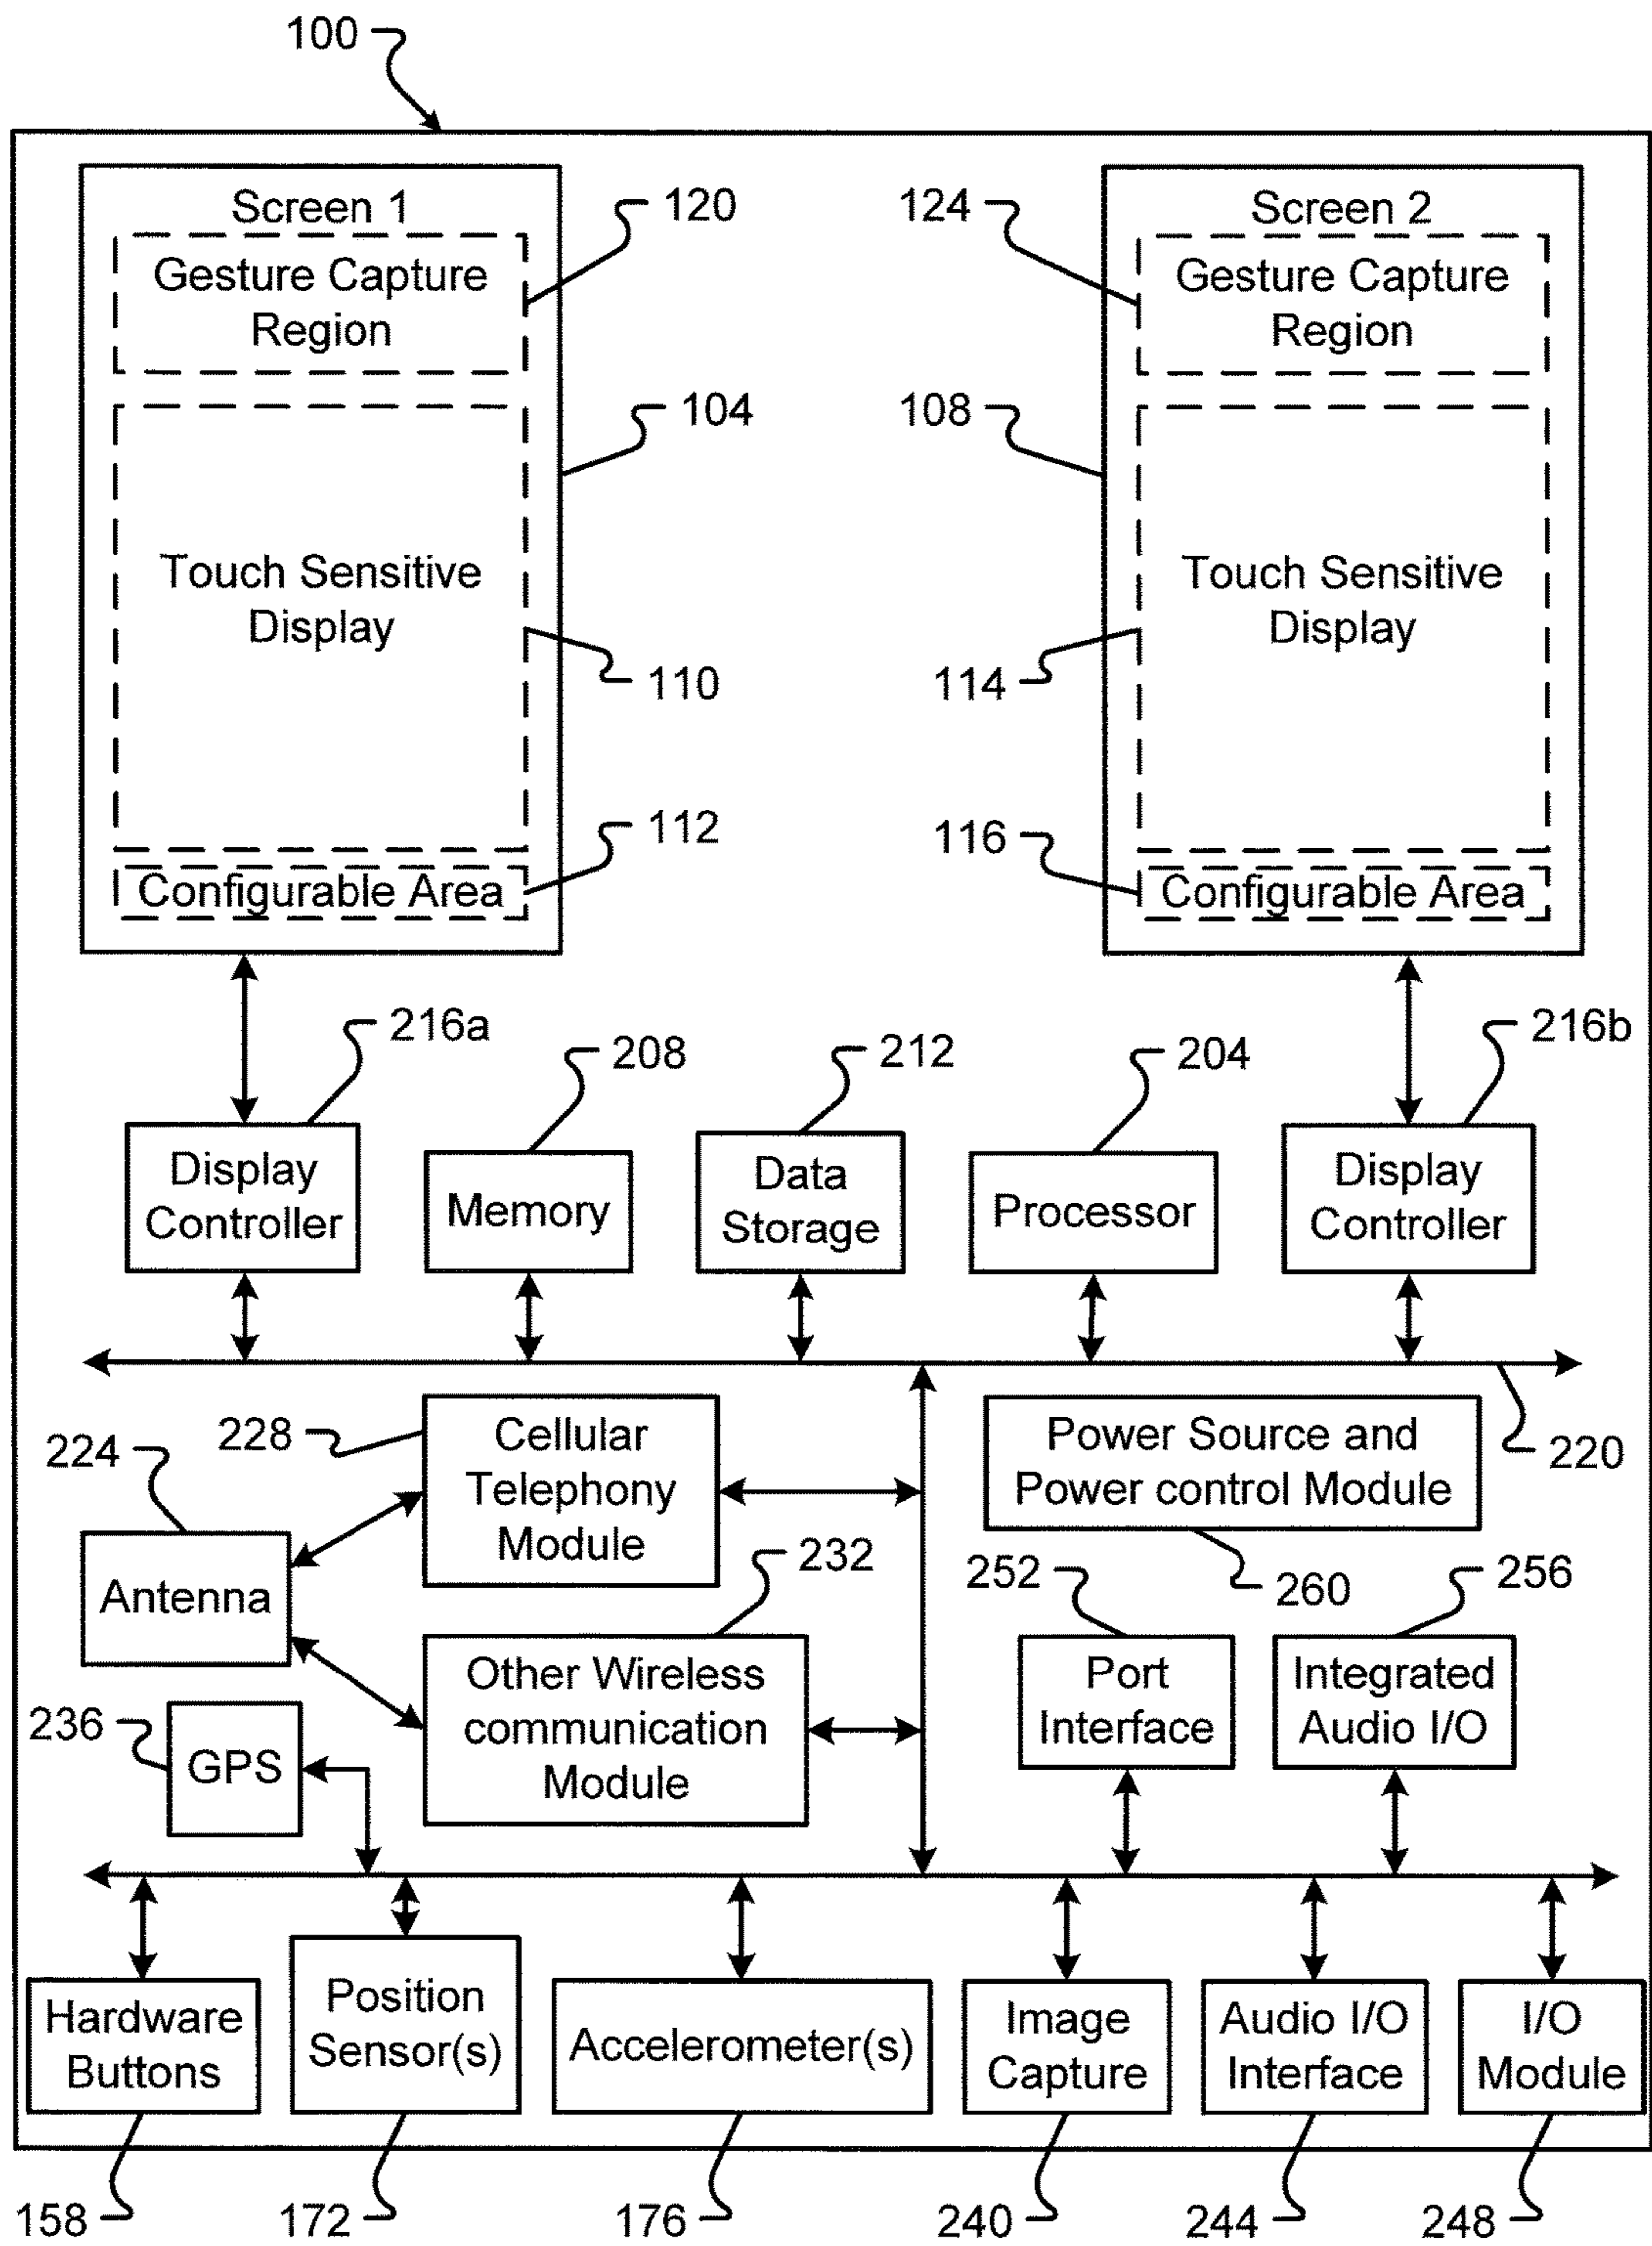 100
Screen 1
Gesture Capture
Region
120
Touch Sensitive
Display
104
110
Configurable Area
112
Screen 2
124
Gesture Capture
Region
108
Touch Sensitive
Display
114
116
Configurable Area
216a
208
212
204
216b
Display
Controller
Memory
Data
Storage
Processor
Display
Controller
220
228
Cellular
Telephony
Module
Power Source and
Power control Module
260
224
Antenna
232
Other Wireless
communication
Module
252
Port
Interface
256
Integrated
Audio I/O
236
GPS
Hardware
Buttons
Position
Sensor(s)
Accelerometer(s)
Image
Capture
Audio I/O
Interface
I/O
Module
158
172
176
240
244
248